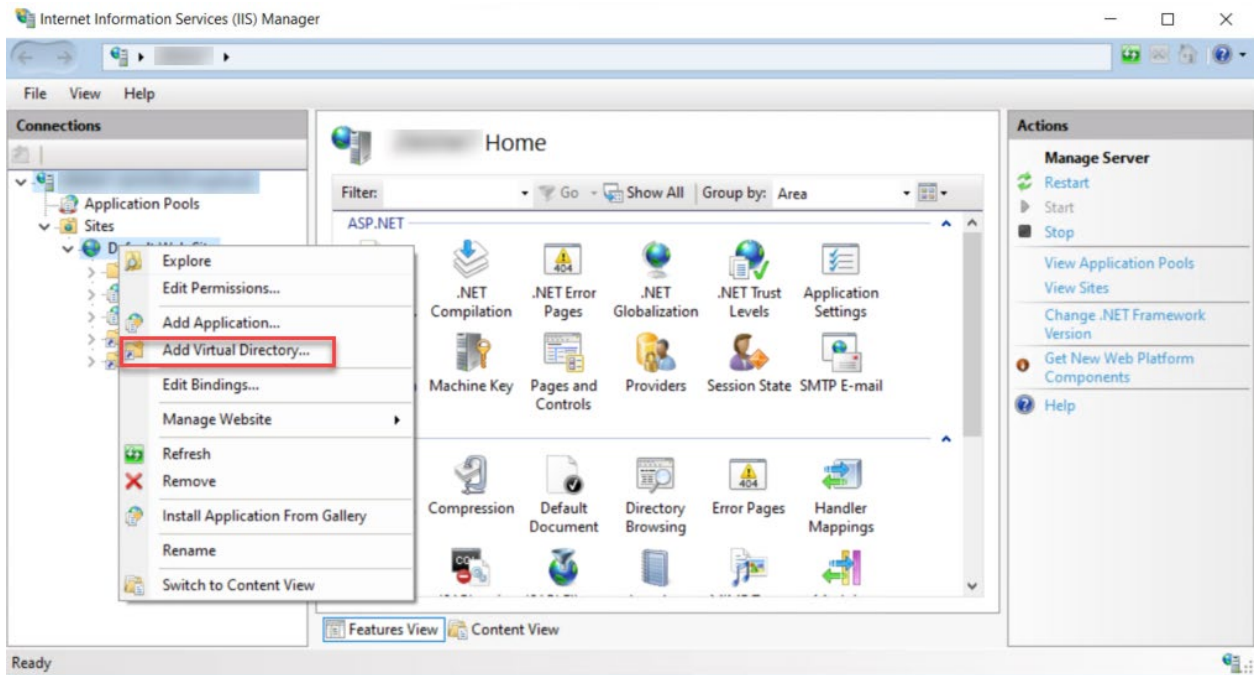 Internet Information Services (IIS) Manager
File View Help
Connections
Application Pools
Sites
Home
Filter: Go Show All Group by: Area
ASP.NET
.NET Compilation
.NET Error Pages
.NET Globalization
.NET Trust Levels
Application Settings
Machine Key
Pages and Controls
Providers
Session State
SMTP E-mail
Compression
Default Document
Directory Browsing
Error Pages
Handler Mappings
Explore
Edit Permissions...
Add Application...
Add Virtual Directory...
Edit Bindings...
Manage Website
Refresh
Remove
Install Application From Gallery
Rename
Switch to Content View
Features View Content View
Actions
Manage Server
Restart
Start
Stop
View Application Pools
View Sites
Change .NET Framework
Version
Get New Web Platform
Components
Help
Ready